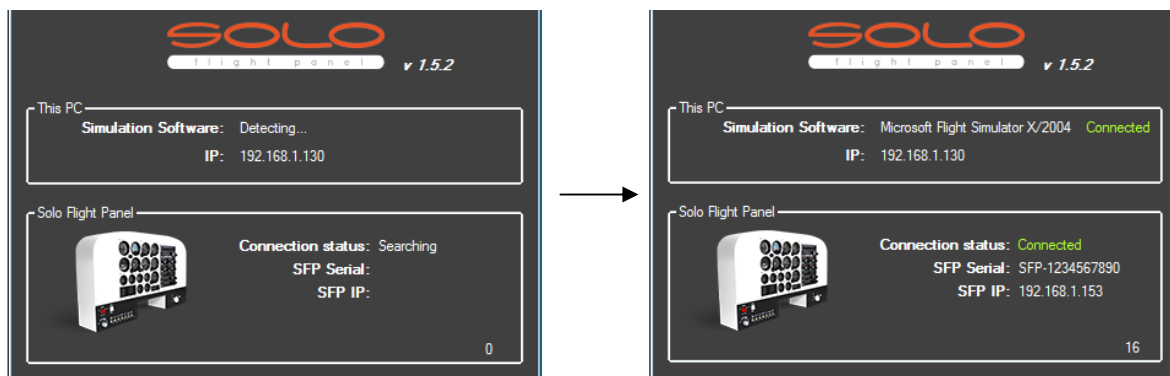 SOLO
flight panel v 1.5.2
This PC
Simulation Software: Detecting...
IP: 192.168.1.130
Solo Flight Panel
Connection status: Searching
SFP Serial:
SFP IP:
0
SOLO
flight panel v 1.5.2
This PC
Simulation Software: Microsoft Flight Simulator X/2004 Connected
IP: 192.168.1.130
Solo Flight Panel
Connection status: Connected
SFP Serial: SFP-1234567890
SFP IP: 192.168.1.153
16